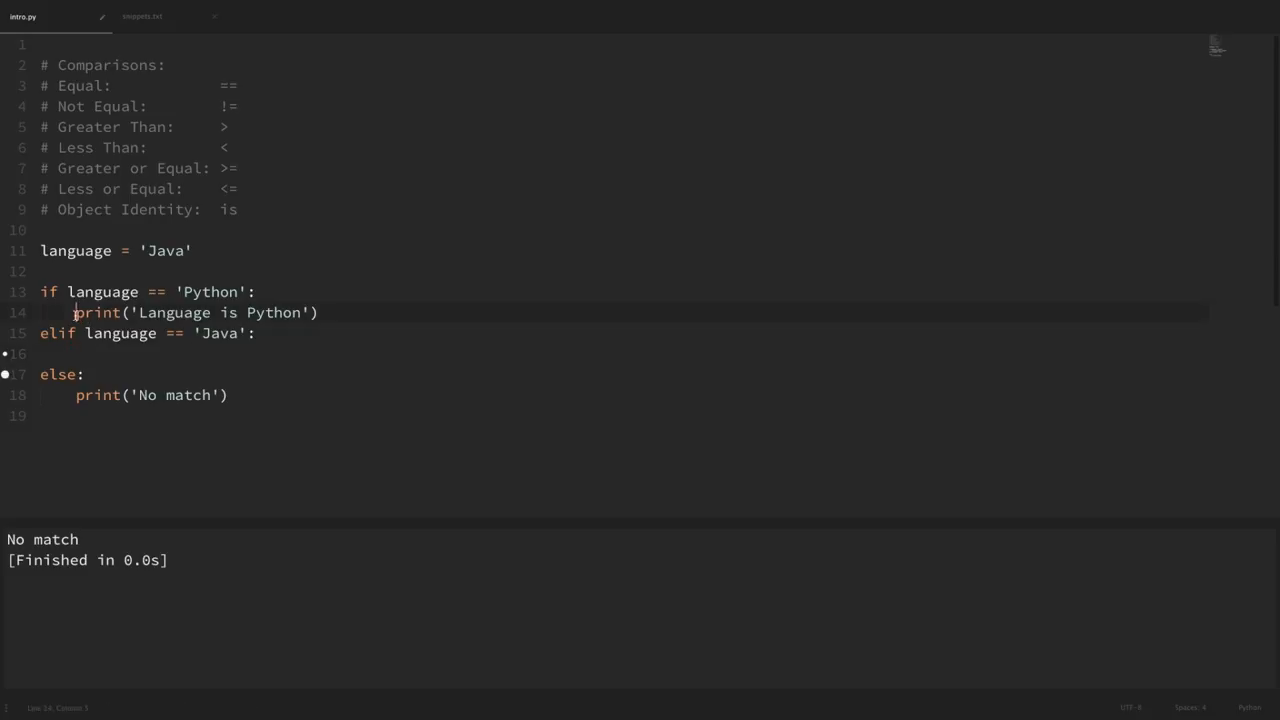 intro.py
snippets.txt
1
2 # Comparisons:
3 # Equal:            ==
4 # Not Equal:        !=
5 # Greater Than:     >
6 # Less Than:        <
7 # Greater or Equal: >=
8 # Less or Equal:    <=
9 # Object Identity:  is
10
11 language = 'Java'
12
13 if language == 'Python':
14     print('Language is Python')
15 elif language == 'Java':
16
17 else:
18     print('No match')
19
No match
[Finished in 0.0s]
Line 14, Column 5
UTF-8
Spaces: 4
Python